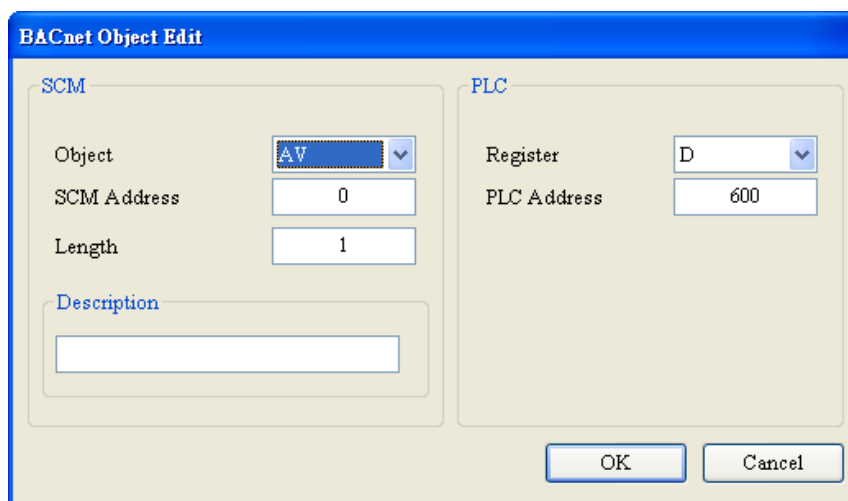 BACnet Object Edit
SCM
Object AV
SCM Address 0
Length 1
Description
PLC
Register D
PLC Address 600
OK Cancel